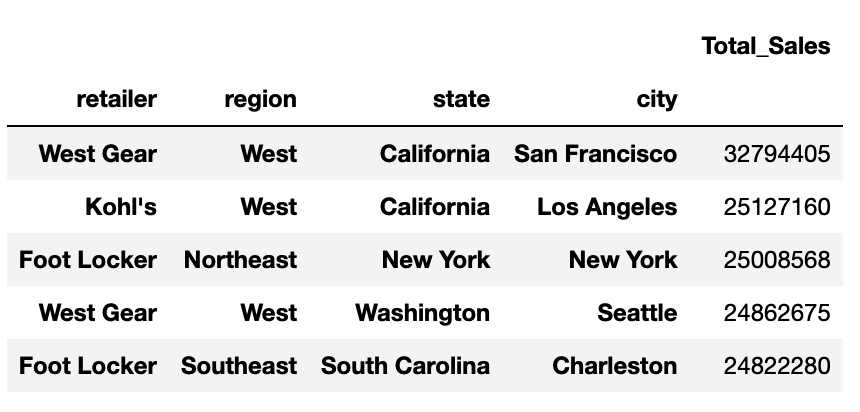 Total_Sales
retailer region state city
West Gear West California San Francisco 32794405
Kohl's West California Los Angeles 25127160
Foot Locker Northeast New York New York 25008568
West Gear West Washington Seattle 24862675
Foot Locker Southeast South Carolina Charleston 24822280